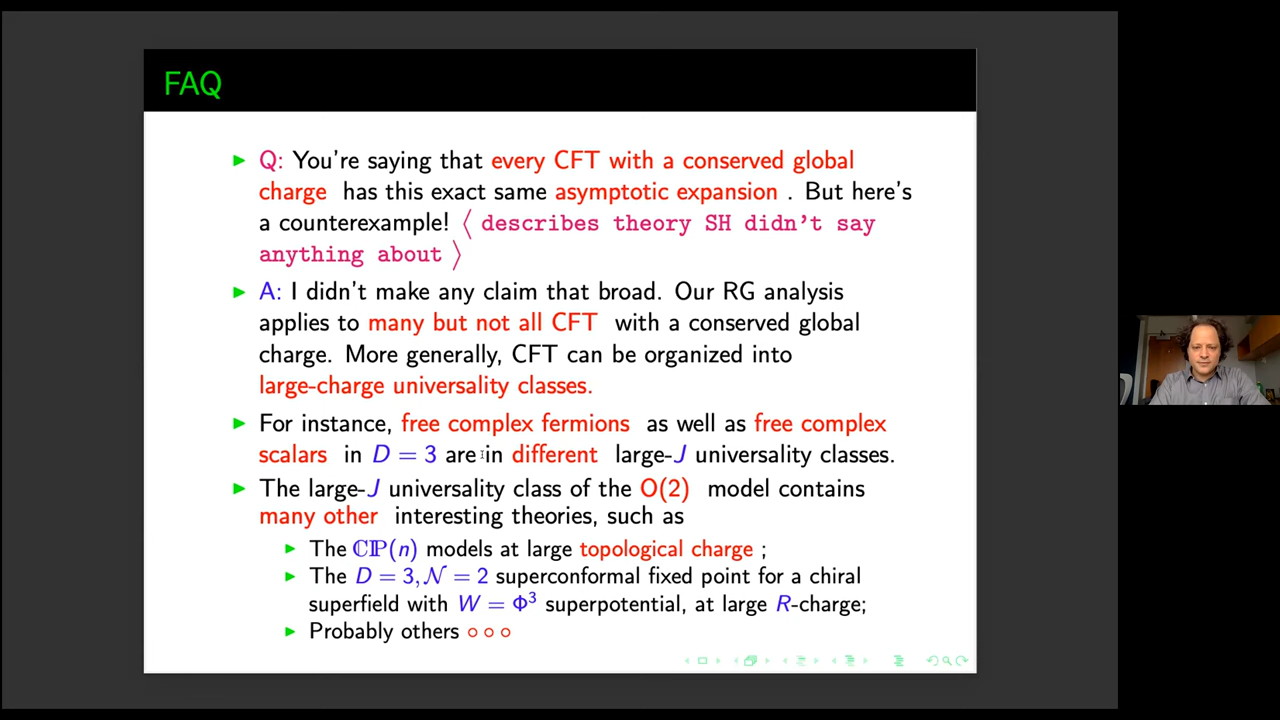 FAQ
Q: You're saying that every CFT with a conserved global
charge has this exact same asymptotic expansion . But here's
a counterexample! ⟨ describes theory SH didn't say
anything about ⟩
A: I didn't make any claim that broad. Our RG analysis
applies to many but not all CFT with a conserved global
charge. More generally, CFT can be organized into
large-charge universality classes.
For instance, free complex fermions as well as free complex
scalars in D = 3 are in different large-J universality classes.
The large-J universality class of the O(2) model contains
many other interesting theories, such as
The ℂℙ(n) models at large topological charge ;
The D = 3, 𝒩 = 2 superconformal fixed point for a chiral
superfield with W = Φ³ superpotential, at large R-charge;
Probably others ∘ ∘ ∘